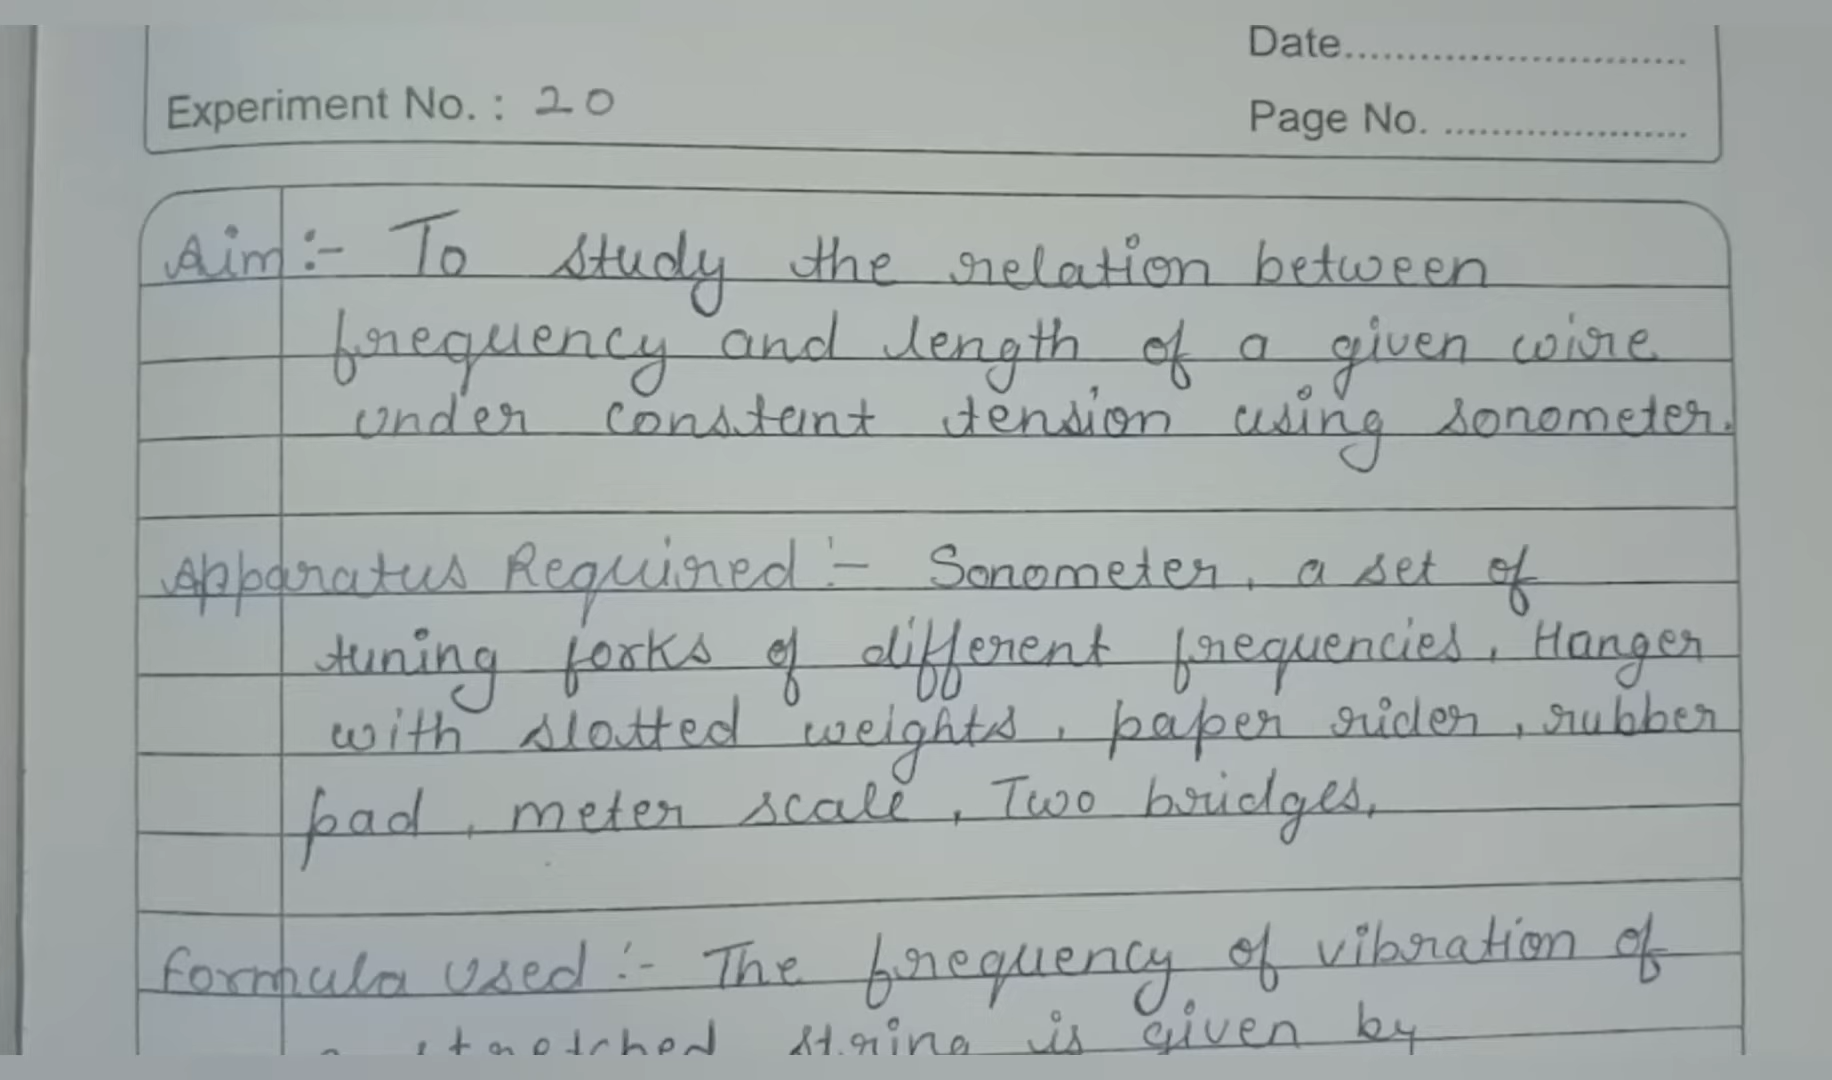 Date..............................
Experiment No. : 20
Page No. ......................
Aim :- To study the relation between
frequency and length of a given wire
under constant tension using sonometer.
Apparatus Required :- Sonometer, a set of
tuning forks of different frequencies, Hanger
with slotted weights, paper rider, rubber
pad, meter scale, Two bridges,
Formula Used :- The frequency of vibration of
a stretched string is given by